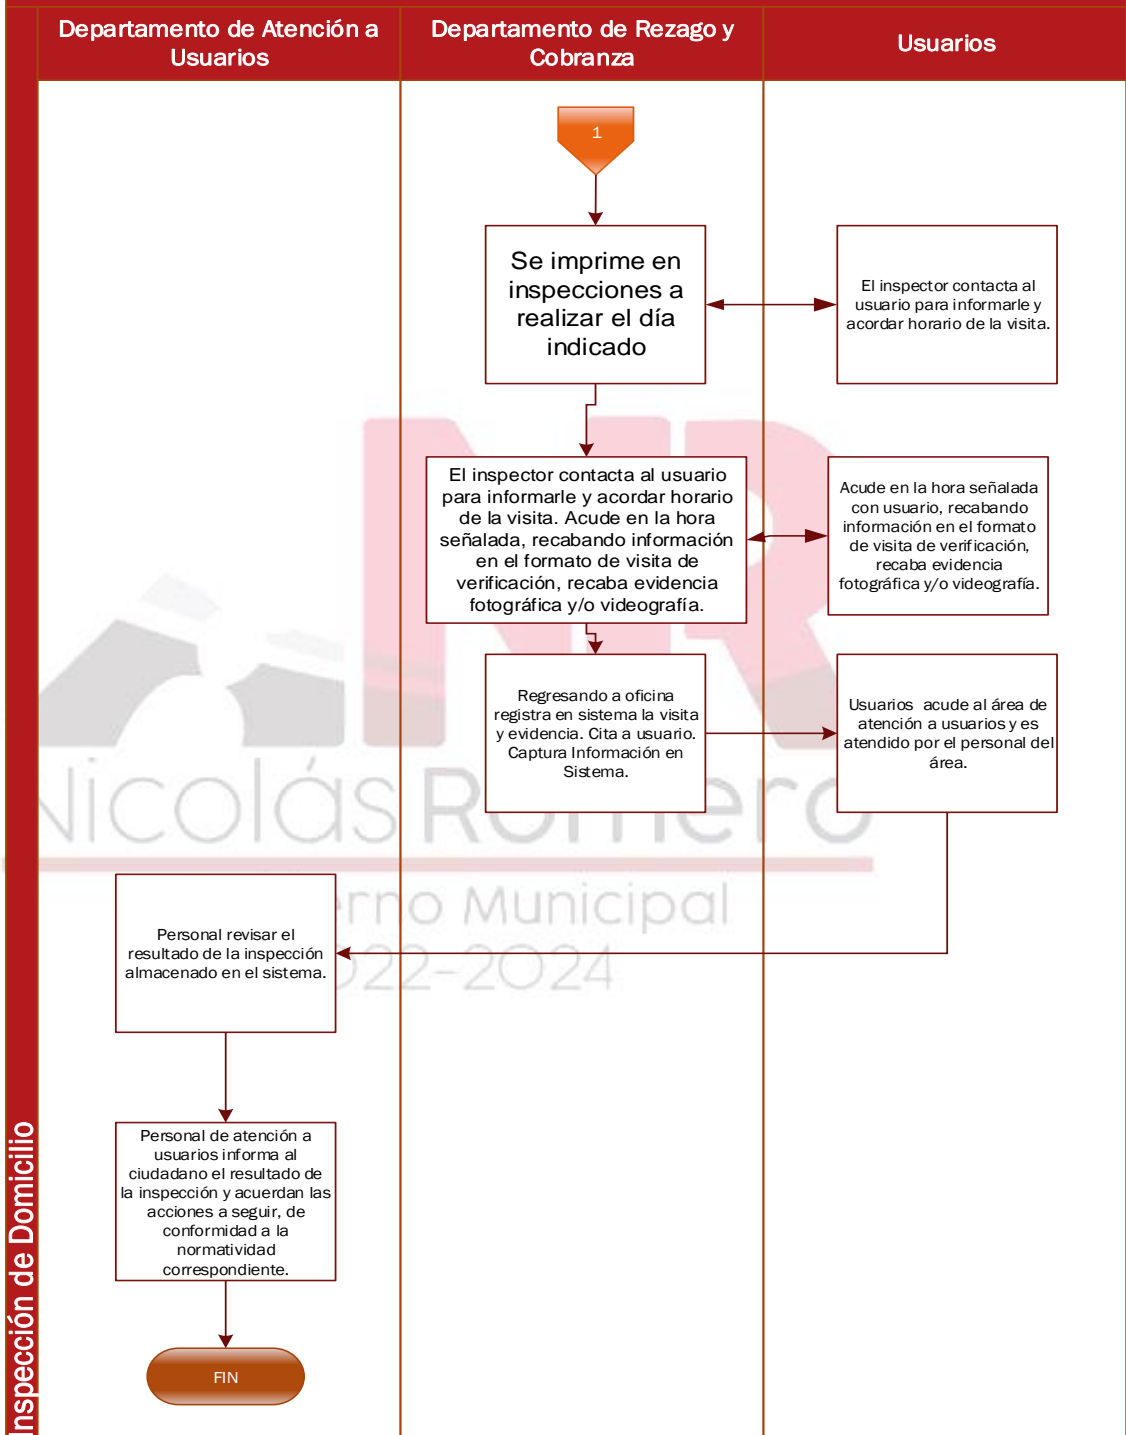 Departamento de Atención a
Usuarios
Departamento de Rezago y
Cobranza
Usuarios
1
Se imprime en
inspecciones a
realizar el día
indicado
El inspector contacta al
usuario para informarle y
acordar horario de la visita.
El inspector contacta al usuario
para informarle y acordar horario
de la visita. Acude en la hora
señalada, recabando información
en el formato de visita de
verificación, recaba evidencia
fotográfica y/o videografía.
Acude en la hora señalada
con usuario, recabando
información en el formato
de visita de verificación,
recaba evidencia
fotográfica y/o videografía.
Regresando a oficina
registra en sistema la visita
y evidencia. Cita a usuario.
Captura Información en
Sistema.
Usuarios acude al área de
atención a usuarios y es
atendido por el personal del
área.
NR
Nicolás Romero
erno Municipal
022-2024
Personal revisar el
resultado de la inspección
almacenado en el sistema.
Personal de atención a
usuarios informa al
ciudadano el resultado de
la inspección y acuerdan las
acciones a seguir, de
conformidad a la
normatividad
correspondiente.
FIN
Inspección de Domicilio